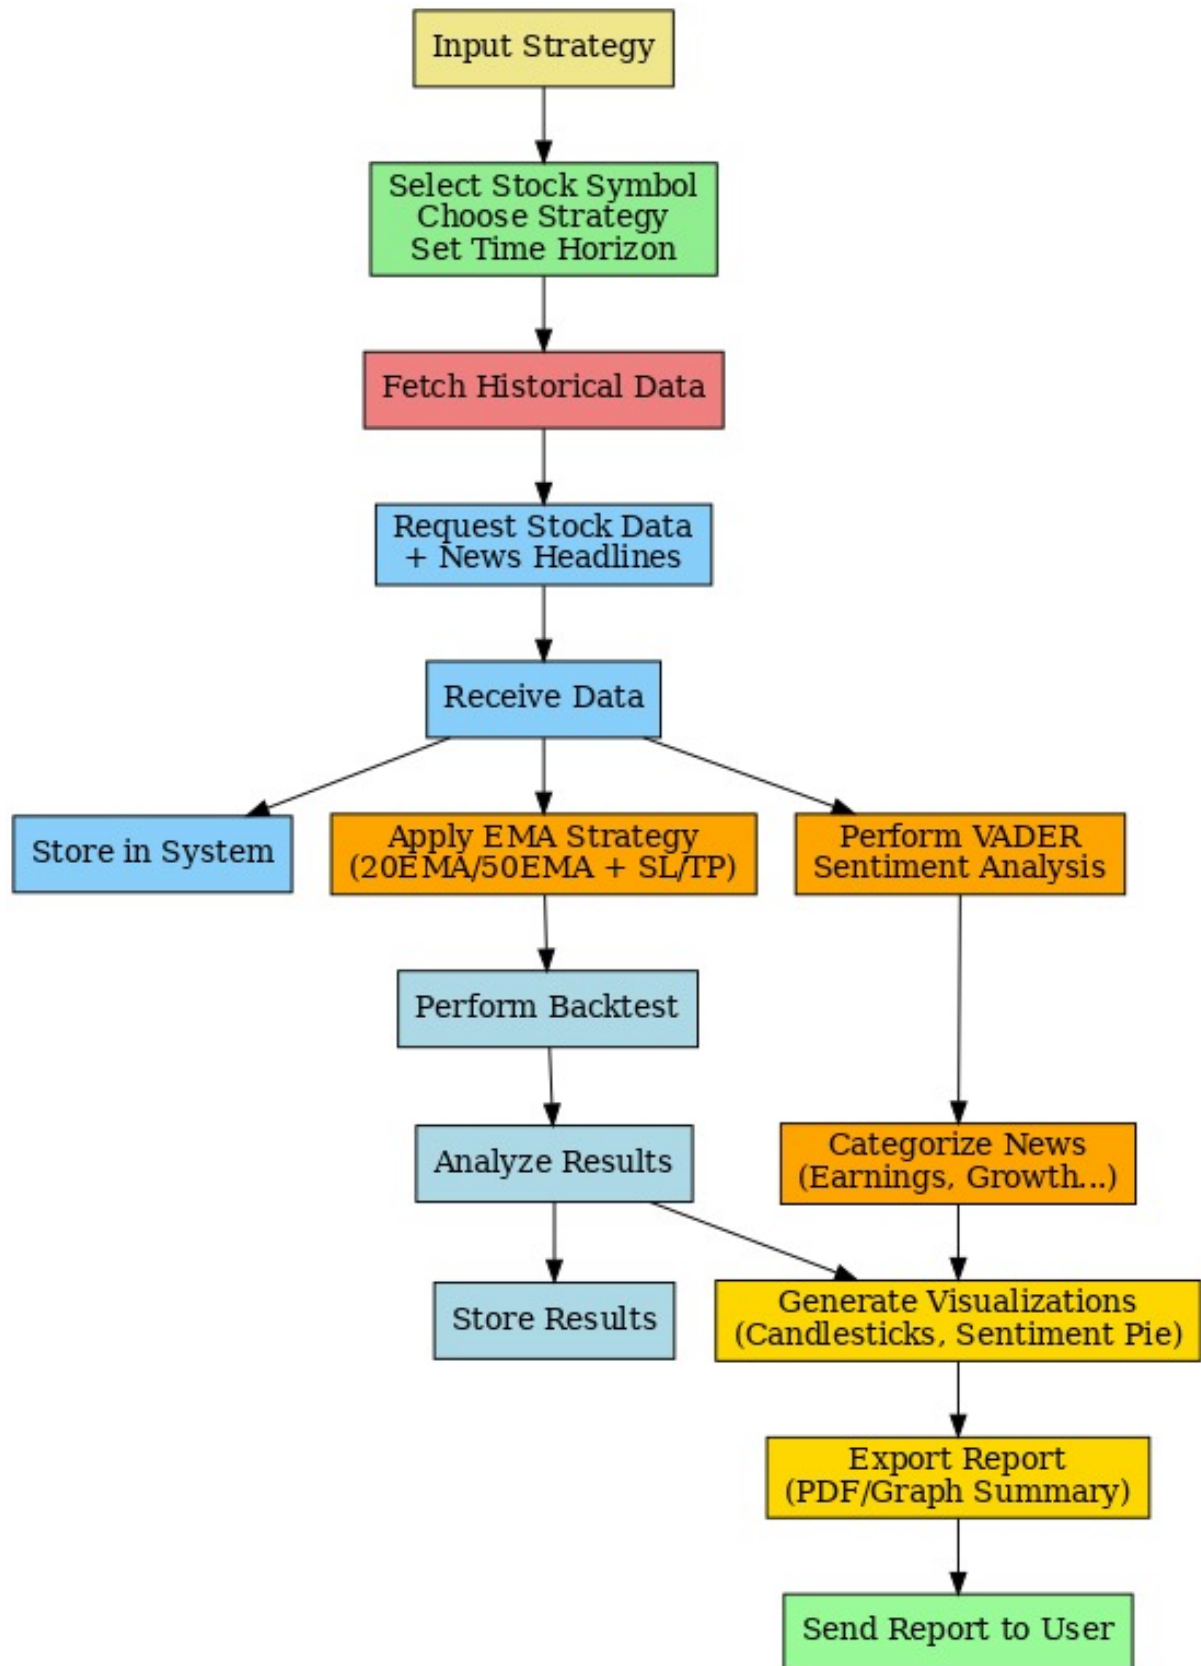 Input Strategy
Select Stock Symbol
Choose Strategy
Set Time Horizon
Fetch Historical Data
Request Stock Data
+ News Headlines
Receive Data
Store in System
Apply EMA Strategy
(20EMA/50EMA + SL/TP)
Perform VADER
Sentiment Analysis
Perform Backtest
Analyze Results
Categorize News
(Earnings, Growth...)
Store Results
Generate Visualizations
(Candlesticks, Sentiment Pie)
Export Report
(PDF/Graph Summary)
Send Report to User